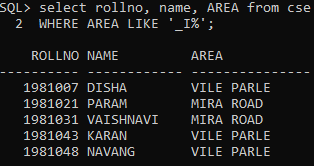 SQL> select rollno, name, AREA from cse
2 WHERE AREA LIKE '_I%';
ROLLNO NAME AREA
---------- ---------- ----------
1981007 DISHA VILE PARLE
1981021 PARAM MIRA ROAD
1981031 VAISHNAVI MIRA ROAD
1981043 KARAN VILE PARLE
1981048 NAVANG VILE PARLE